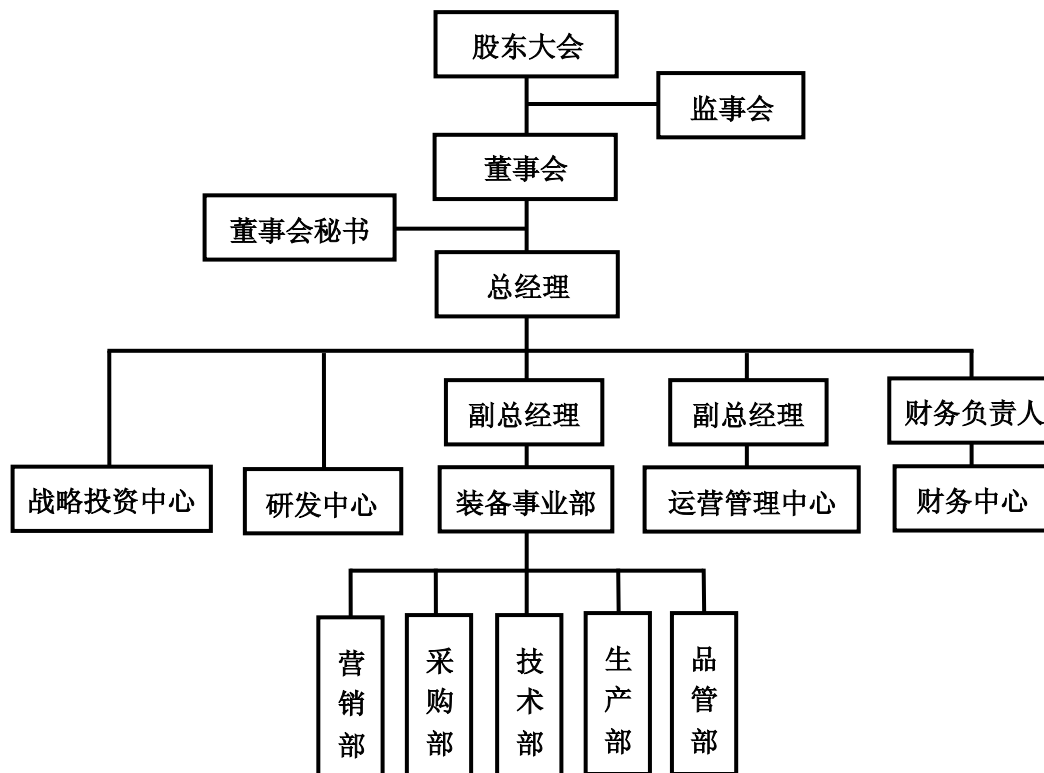 股东大会
监事会
董事会
董事会秘书
总经理
副总经理
副总经理
财务负责人
战略投资中心
研发中心
装备事业部
运营管理中心
财务中心
营销部
采购部
技术部
生产部
品管部